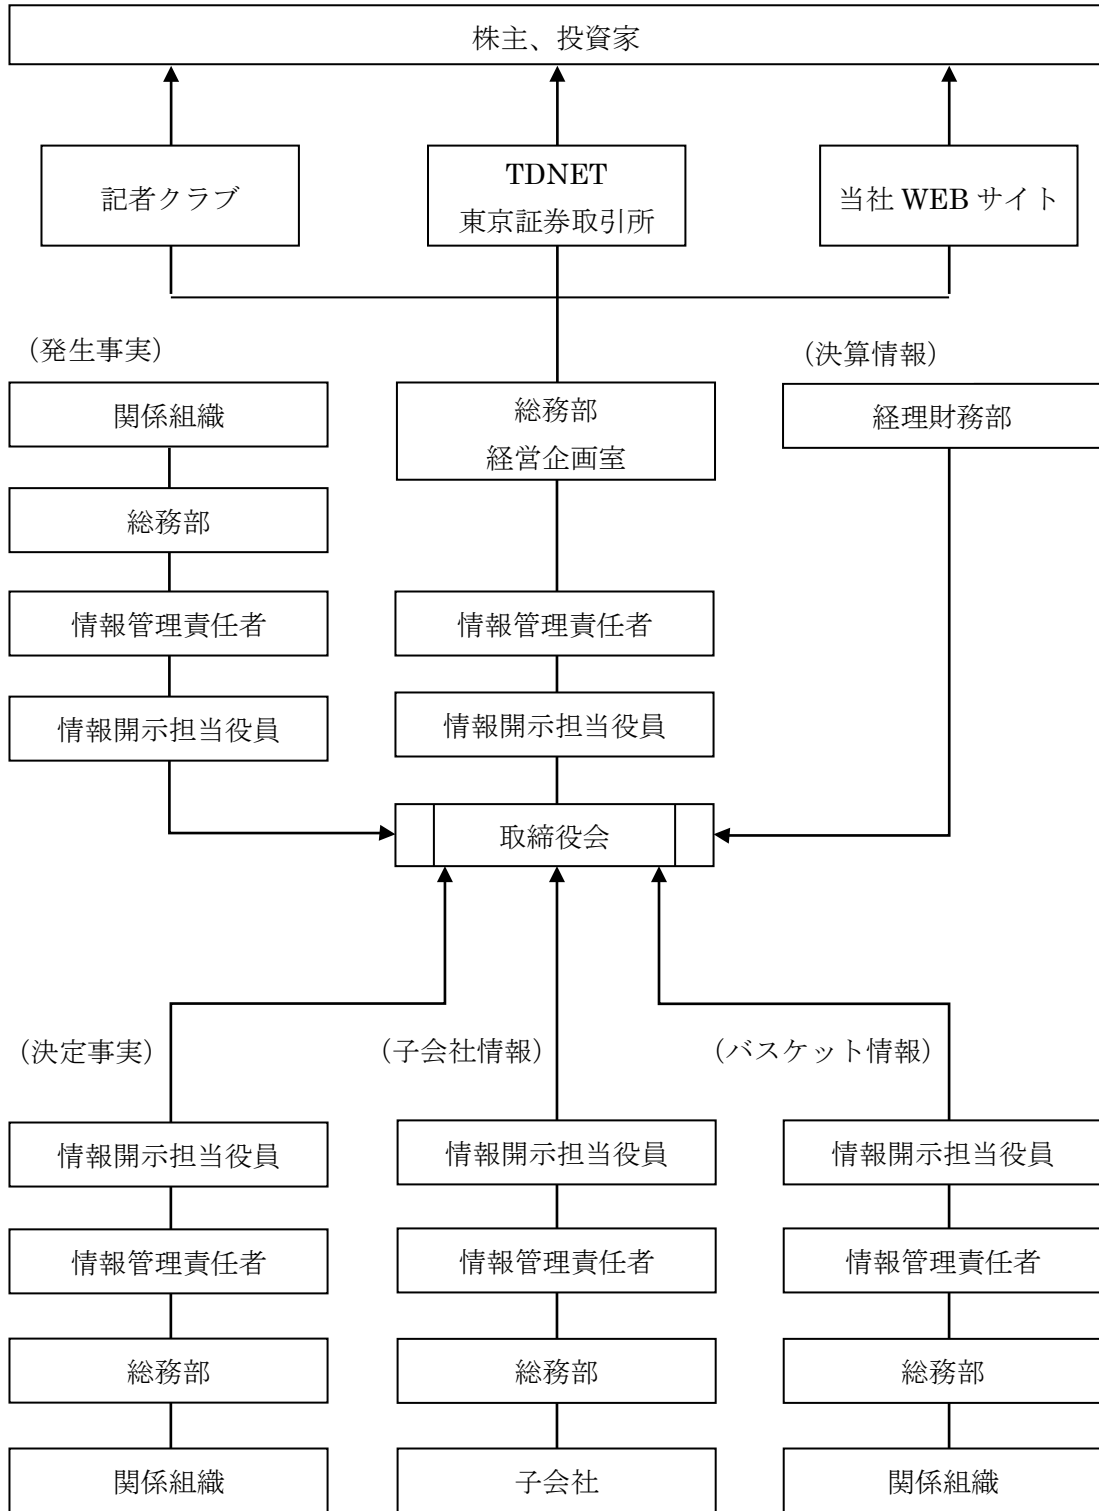 株主、投資家
記者クラブ
TDNET
東京証券取引所
当社 WEB サイト
(発生事実)
(決算情報)
関係組織
総務部
経営企画室
経理財務部
総務部
情報管理責任者
情報管理責任者
情報開示担当役員
情報開示担当役員
取締役会
(決定事実)
(子会社情報)
(バスケット情報)
情報開示担当役員
情報開示担当役員
情報開示担当役員
情報管理責任者
情報管理責任者
情報管理責任者
総務部
総務部
総務部
関係組織
子会社
関係組織